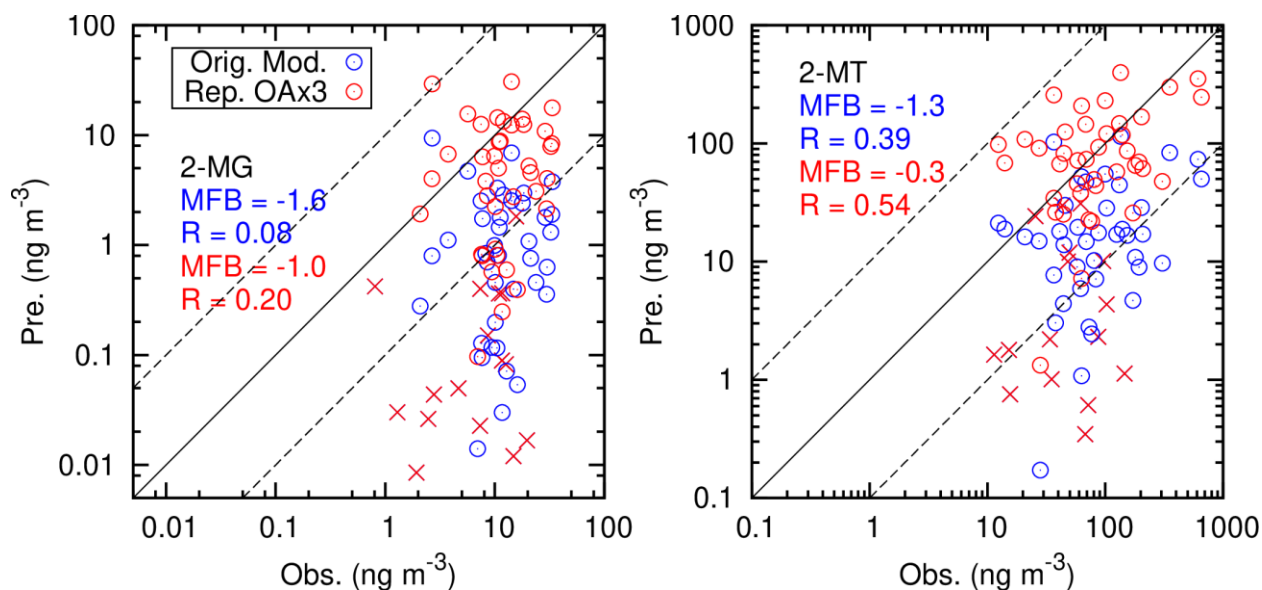 100
10
1
0.1
0.01
Pre. (ng m-3)
Orig. Mod.
Rep. OAx3
2-MG
MFB = -1.6
R = 0.08
MFB = -1.0
R = 0.20
0.01
0.1
1
10
100
Obs. (ng m-3)
1000
100
10
1
0.1
Pre. (ng m-3)
2-MT
MFB = -1.3
R = 0.39
MFB = -0.3
R = 0.54
0.1
1
10
100
1000
Obs. (ng m-3)